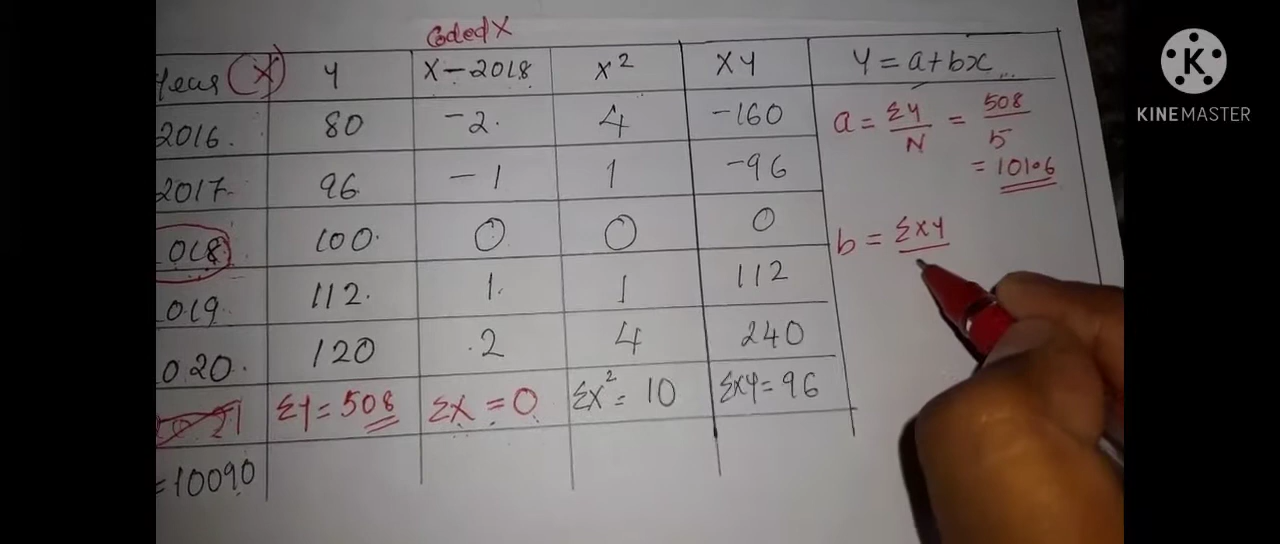 Coded X
Year (X) Y X-2018 X² XY Y = a+bx
2016. 80 -2. 4 -160 a = ΣY/N = 508/5
= 101.6
2017. 96 -1 1 -96
018 100. 0 0 0 b = ΣXY
019. 112. 1. 1 112
020. 120 .2 4 240
ΣY = 508 ΣX = 0 ΣX² = 10 ΣXY = 96
=10090
K
KINEMASTER